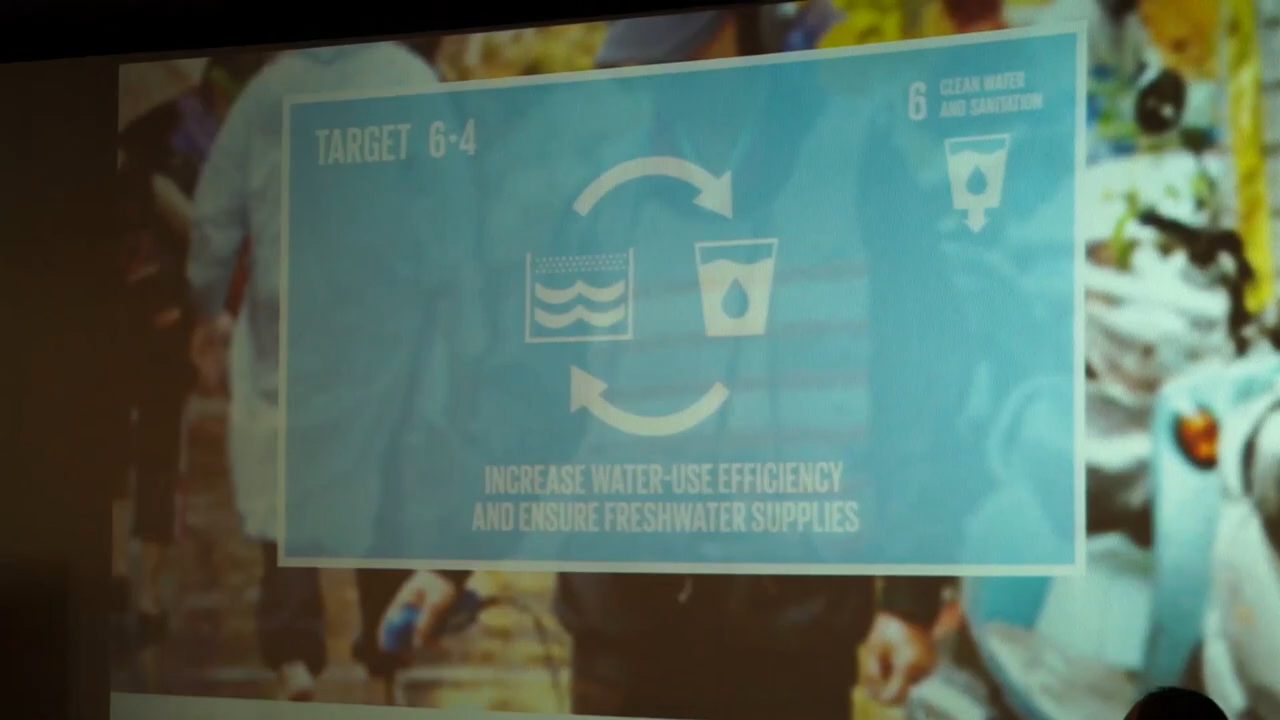 TARGET 6·4
6 CLEAN WATER
AND SANITATION
INCREASE WATER-USE EFFICIENCY
AND ENSURE FRESHWATER SUPPLIES